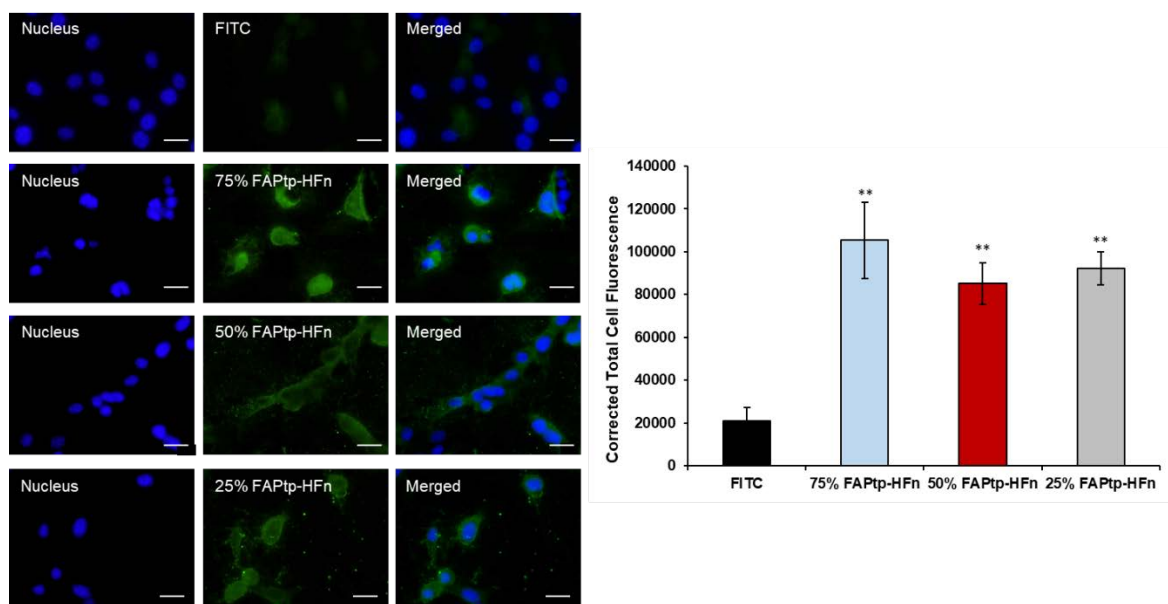 Nucleus FITC Merged
Nucleus 75% FAPtp-HFn Merged
Nucleus 50% FAPtp-HFn Merged
Nucleus 25% FAPtp-HFn Merged
Corrected Total Cell Fluorescence
140000
120000
100000
80000
60000
40000
20000
0
**
**
**
FITC 75% FAPtp-HFn 50% FAPtp-HFn 25% FAPtp-HFn